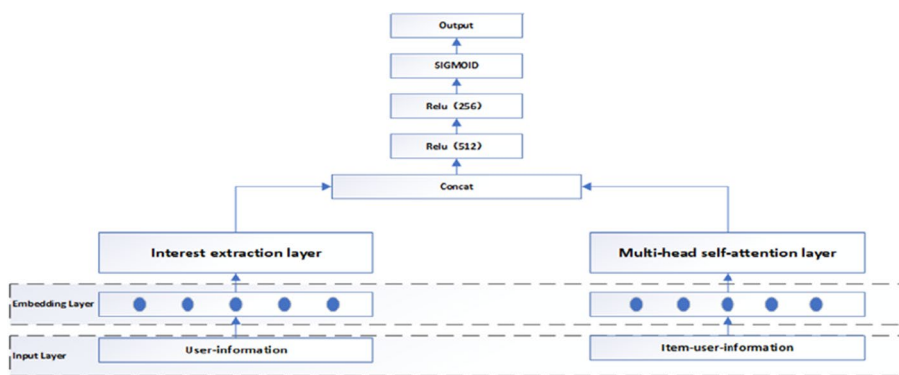 Output
SIGMOID
Relu（256）
Relu（512）
Concat
Interest extraction layer
Multi-head self-attention layer
Embedding Layer
User-information
Item-user-information
Input Layer